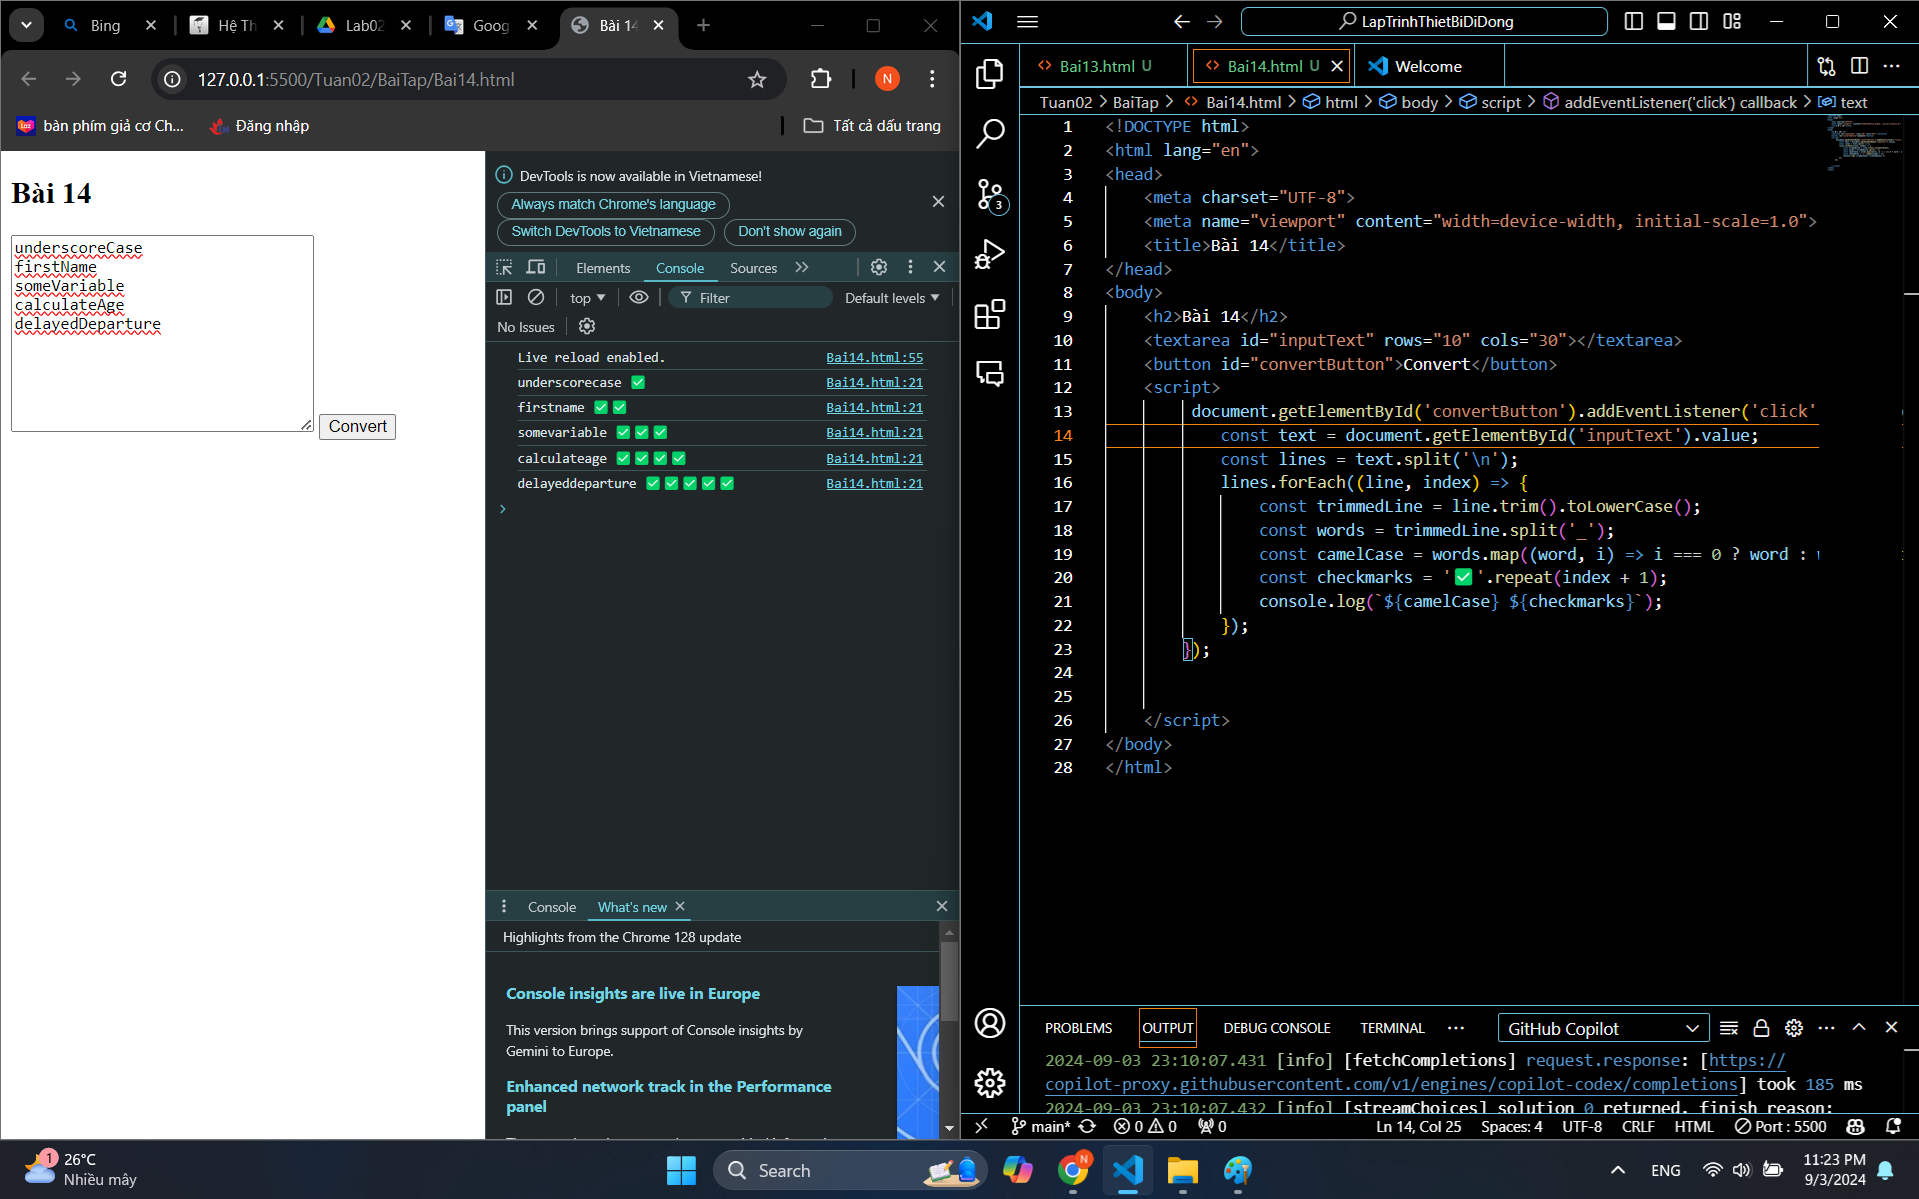 Bing
Hệ Th
Lab02
Goog
Bài 14
127.0.0.1:5500/Tuan02/BaiTap/Bai14.html
N
bàn phím giả cơ Ch...
Đăng nhập
Tất cả dấu trang
Bài 14
underscoreCase
firstName
someVariable
calculateAge
delayedDeparture
Convert
DevTools is now available in Vietnamese!
Always match Chrome's language
Switch DevTools to Vietnamese
Don't show again
Elements
Console
Sources
top
Filter
Default levels
No Issues
Live reload enabled. Bai14.html:55
underscorecase ✅ Bai14.html:21
firstname ✅✅ Bai14.html:21
somevariable ✅✅✅ Bai14.html:21
calculateage ✅✅✅✅ Bai14.html:21
delayeddeparture ✅✅✅✅✅ Bai14.html:21
Console
What's new
Highlights from the Chrome 128 update
Console insights are live in Europe
This version brings support of Console insights by
Gemini to Europe.
Enhanced network track in the Performance
panel
LapTrinhThietBiDiDong
Bai13.html U
Bai14.html U
Welcome
Tuan02 > BaiTap > Bai14.html > html > body > script > addEventListener('click') callback > text
1 <!DOCTYPE html>
2 <html lang="en">
3 <head>
4 <meta charset="UTF-8">
5 <meta name="viewport" content="width=device-width, initial-scale=1.0">
6 <title>Bài 14</title>
7 </head>
8 <body>
9 <h2>Bài 14</h2>
10 <textarea id="inputText" rows="10" cols="30"></textarea>
11 <button id="convertButton">Convert</button>
12 <script>
13 document.getElementById('convertButton').addEventListener('click'
14 const text = document.getElementById('inputText').value;
15 const lines = text.split('\n');
16 lines.forEach((line, index) => {
17 const trimmedLine = line.trim().toLowerCase();
18 const words = trimmedLine.split('_');
19 const camelCase = words.map((word, i) => i === 0 ? word :
20 const checkmarks = '✅'.repeat(index + 1);
21 console.log(`${camelCase} ${checkmarks}`);
22 });
23 });
24
25
26 </script>
27 </body>
28 </html>
3
PROBLEMS
OUTPUT
DEBUG CONSOLE
TERMINAL
GitHub Copilot
2024-09-03 23:10:07.431 [info] [fetchCompletions] request.response: [https://
copilot-proxy.githubusercontent.com/v1/engines/copilot-codex/completions] took 185 ms
2024-09-03 23:10:07.432 [info] [streamChoices] solution 0 returned. finish reason:
main*
0
0
0
Ln 14, Col 25
Spaces: 4
UTF-8
CRLF
HTML
Port : 5500
1
26°C
Nhiều mây
Search
N
ENG
11:23 PM
9/3/2024